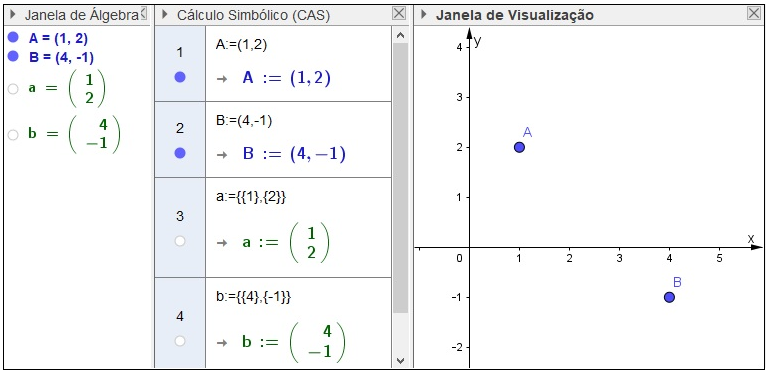 Janela de Álgebra
A = (1, 2)
B = (4, -1)
a = ( 1
2 )
b = ( 4
−1 )
Cálculo Simbólico (CAS)
1
A:=(1,2)
→ A := (1,2)
2
B:=(4,-1)
→ B := (4,−1)
3
a:={{1},{2}}
→ a := ( 1
2 )
4
b:={{4},{-1}}
→ b := ( 4
−1 )
Janela de Visualização
y
4
3
2
1
-1
-2
A
B
x
0 1 2 3 4 5